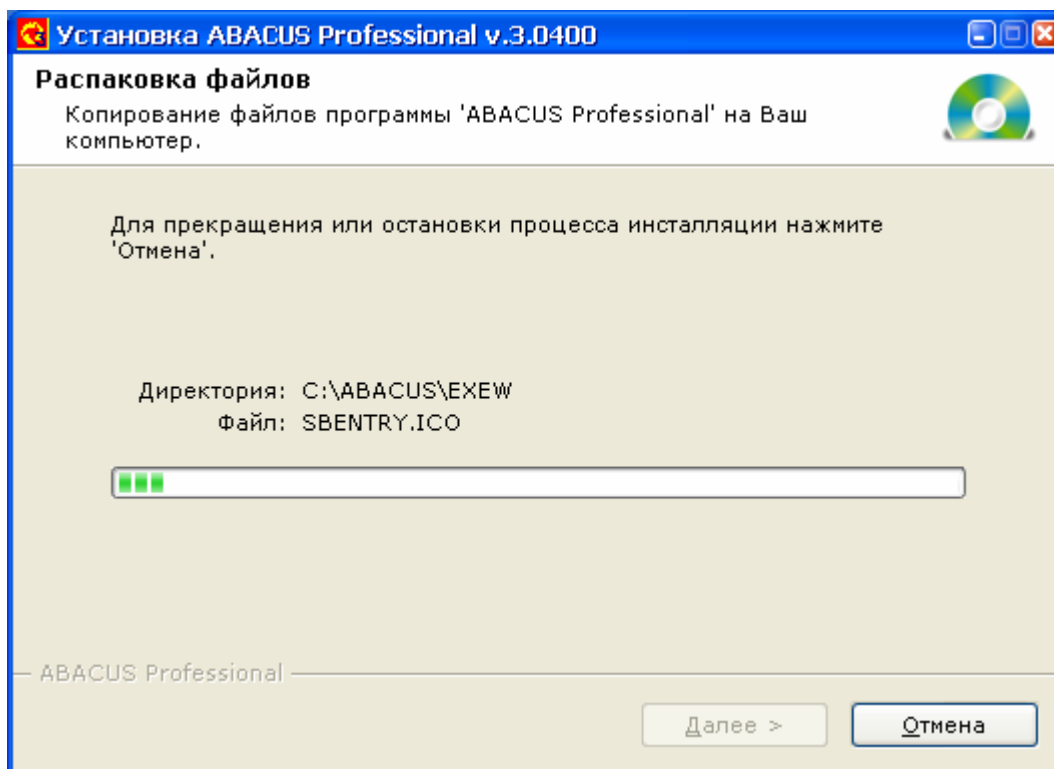 Установка ABACUS Professional v.3.0400
Распаковка файлов
Копирование файлов программы 'ABACUS Professional' на Ваш
компьютер.
Для прекращения или остановки процесса инсталляции нажмите
'Отмена'.
Директория: C:\ABACUS\EXEW
Файл: SBENTRY.ICO
ABACUS Professional
Далее >
Отмена